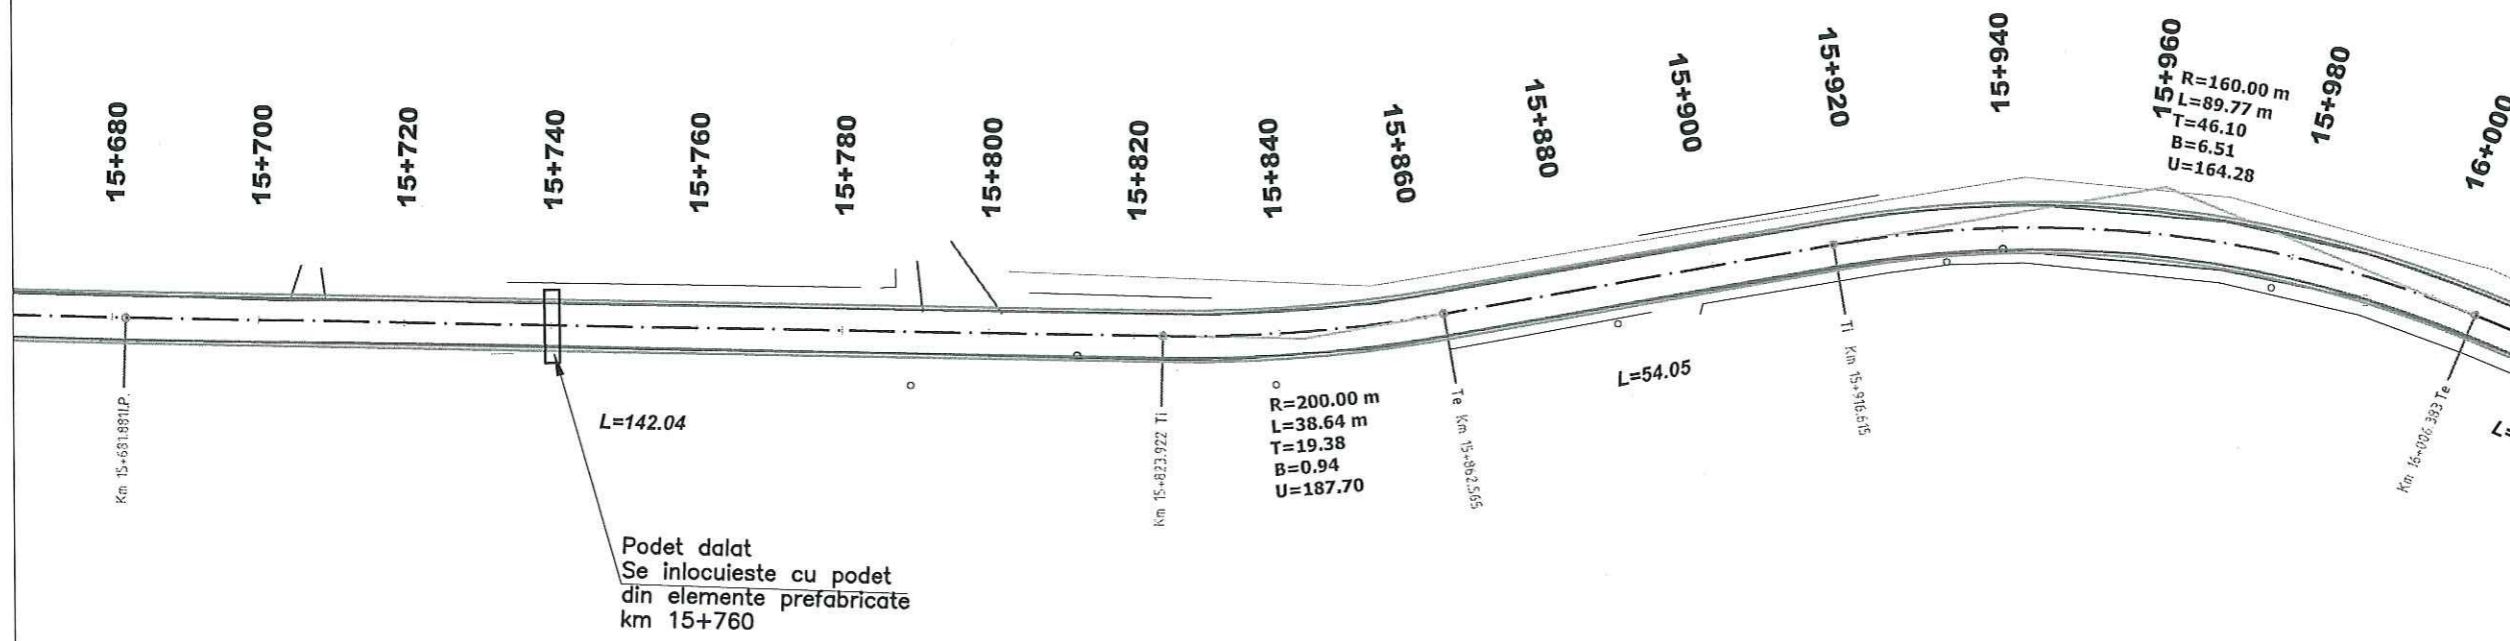 15+680
15+700
15+720
15+740
15+760
15+780
15+800
15+820
15+840
15+860
15+880
15+900
15+920
15+940
15+960
15+980
16+000
R=160.00 m
L=89.77 m
T=46.10
B=6.51
U=164.28
Km 15+681.881I.P.
L=142.04
Km 15+823.922 Ti
R=200.00 m
L=38.64 m
T=19.38
B=0.94
U=187.70
Te Km 15+862.565
L=54.05
Ti Km 15+916.615
Km 16+006.383 Te
L=
Podet dalat
Se inlocuieste cu podet
din elemente prefabricate
km 15+760